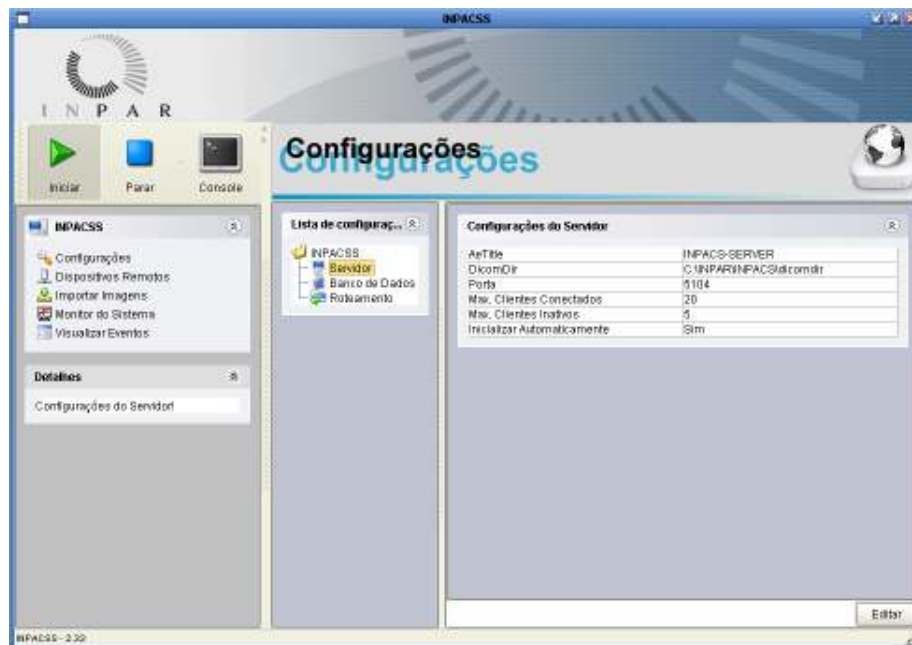 INPACSS
INPAR
Iniciar
Parar
Console
Configurações
Configurações
INPACSS
Configurações
Dispositivos Remotos
Importar Imagens
Monitor do Sistema
Visualizar Eventos
Detalhes
Configurações do Servidor!
Lista de configuraç...
INPACSS
Servidor
Banco de Dados
Roteamento
Configurações do Servidor
AeTitle INPACS-SERVER
DicomDir C:\INPAR\INPACS\dicomdir
Porta 5104
Max. Clientes Conectados 20
Max. Clientes Inativos 5
Inicializar Automaticamente Sim
Editar